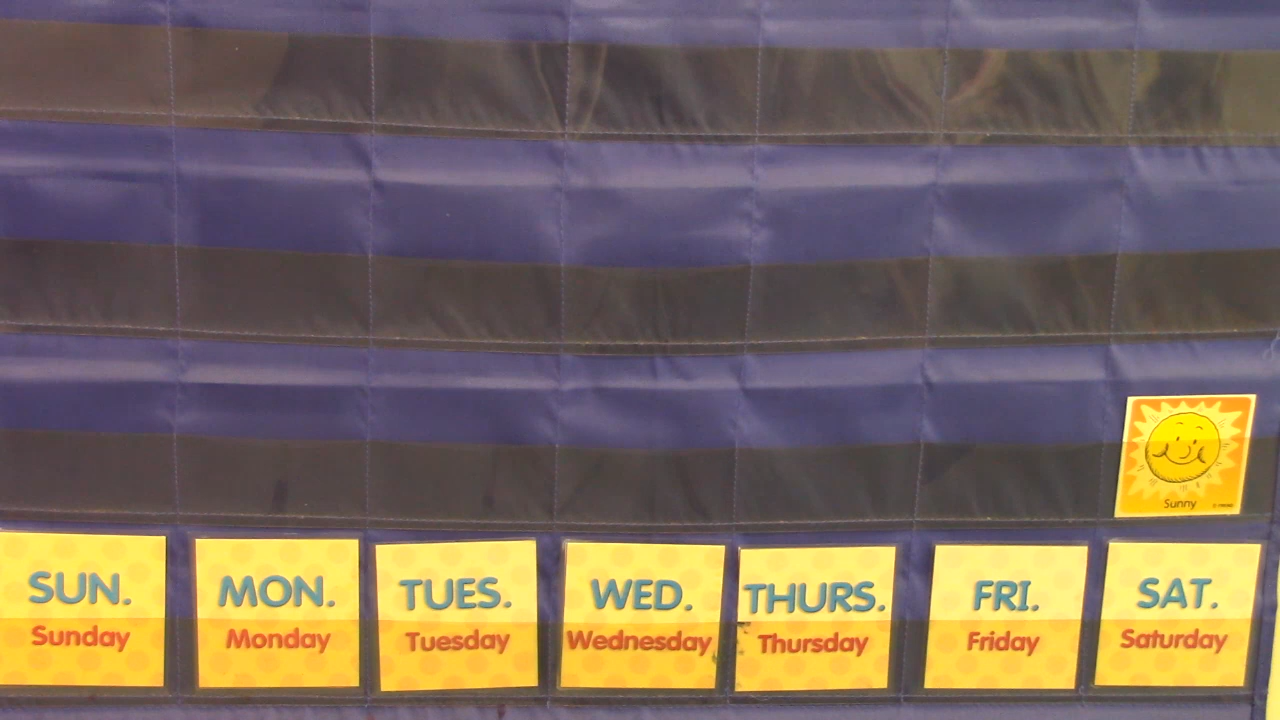 Sunny
SUN. MON. TUES. WED. THURS. FRI. SAT.
Sunday Monday Tuesday Wednesday Thursday Friday Saturday